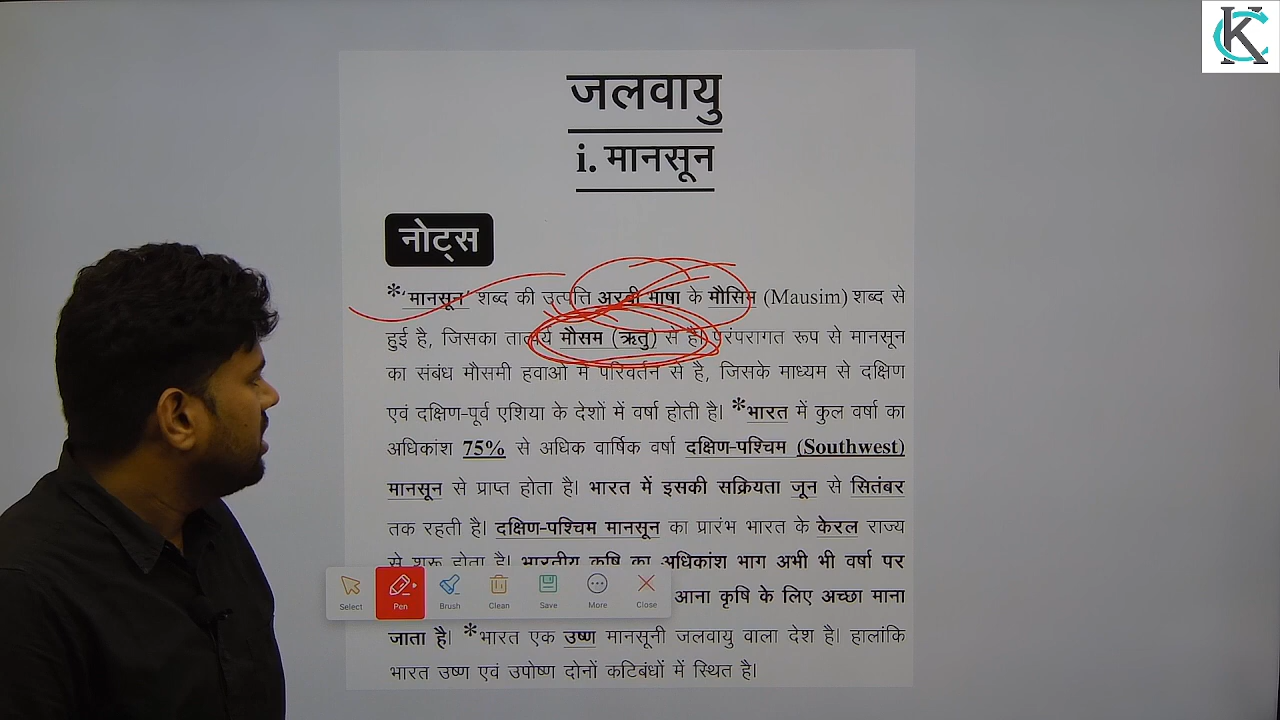 KC
जलवायु
i. मानसून
नोट्स
*'मानसून' शब्द की उत्पत्ति अरबी भाषा के मौसिम (Mausim) शब्द से
हुई है, जिसका तात्पर्य मौसम (ऋतु) से है। परंपरागत रूप से मानसून
का संबंध मौसमी हवाओं में परिवर्तन से है, जिसके माध्यम से दक्षिण
एवं दक्षिण-पूर्व एशिया के देशों में वर्षा होती है। *भारत में कुल वर्षा का
अधिकांश 75% से अधिक वार्षिक वर्षा दक्षिण-पश्चिम (Southwest)
मानसून से प्राप्त होता है। भारत में इसकी सक्रियता जून से सितंबर
तक रहती है। दक्षिण-पश्चिम मानसून का प्रारंभ भारत के केरल राज्य
से शुरू होता है। भारतीय कृषि का अधिकांश भाग अभी भी वर्षा पर
आना कृषि के लिए अच्छा माना
Select Pen Brush Clean Save More Close
जाता है। *भारत एक उष्ण मानसूनी जलवायु वाला देश है। हालांकि
भारत उष्ण एवं उपोष्ण दोनों कटिबंधों में स्थित है।